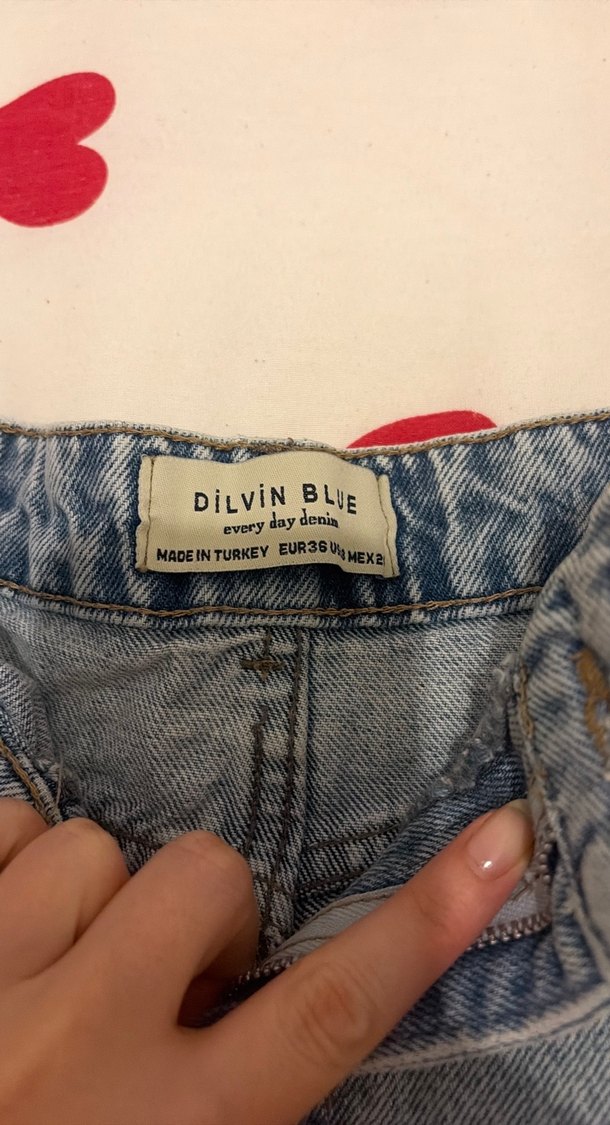 DİLVİN BLUE
every day denim
MADE IN TURKEY EUR36